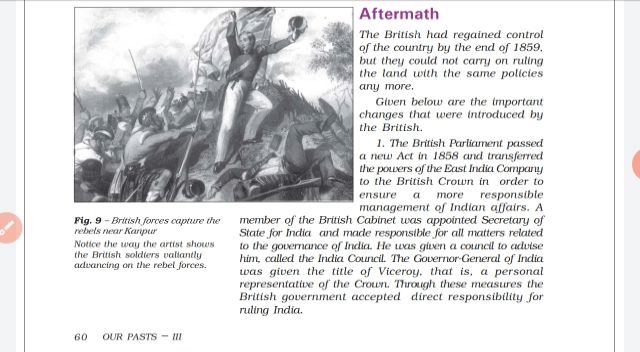 Aftermath
The British had regained control
of the country by the end of 1859,
but they could not carry on ruling
the land with the same policies
any more.
Given below are the important
changes that were introduced by
the British.
1. The British Parliament passed
a new Act in 1858 and transferred
the powers of the East India Company
to the British Crown in order to
ensure a more responsible
management of Indian affairs. A
member of the British Cabinet was appointed Secretary of
State for India and made responsible for all matters related
to the governance of India. He was given a council to advise
him, called the India Council. The Governor-General of India
was given the title of Viceroy, that is, a personal
representative of the Crown. Through these measures the
British government accepted direct responsibility for
ruling India.
Fig. 9 – British forces capture the
rebels near Kanpur
Notice the way the artist shows
the British soldiers valiantly
advancing on the rebel forces.
60 OUR PASTS – III